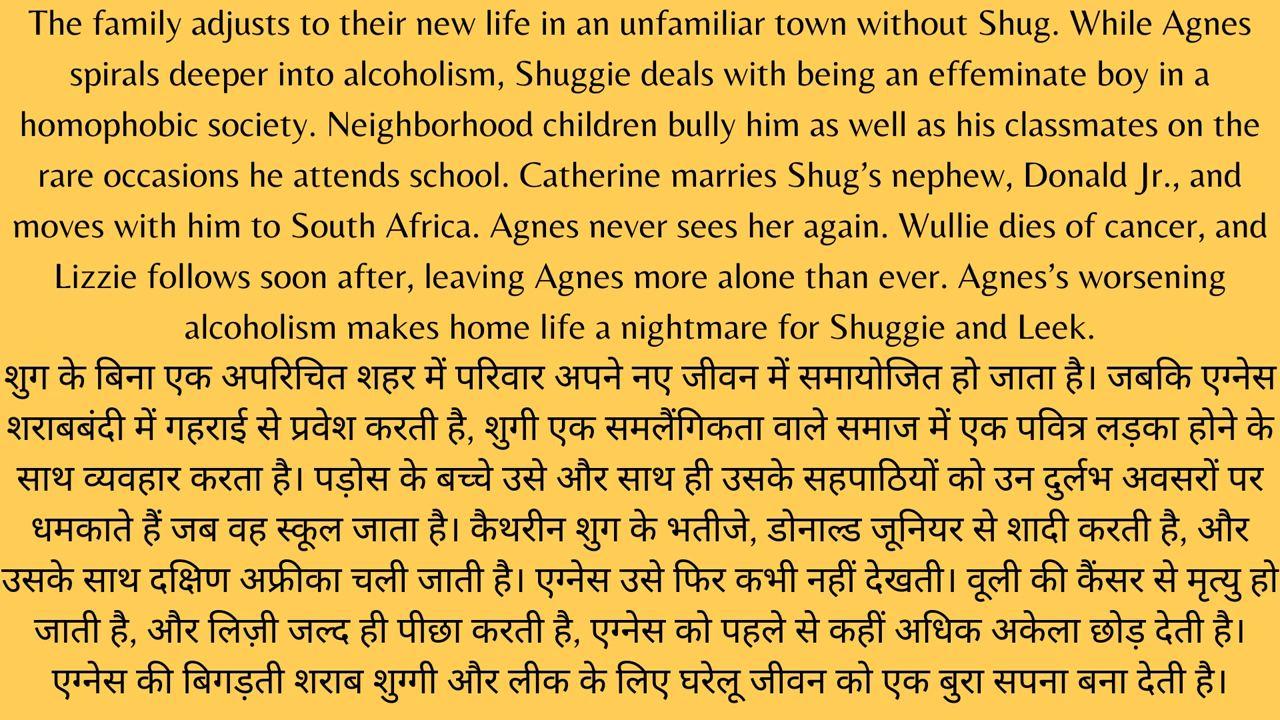 The family adjusts to their new life in an unfamiliar town without Shug. While Agnes
spirals deeper into alcoholism, Shuggie deals with being an effeminate boy in a
homophobic society. Neighborhood children bully him as well as his classmates on the
rare occasions he attends school. Catherine marries Shug’s nephew, Donald Jr., and
moves with him to South Africa. Agnes never sees her again. Wullie dies of cancer, and
Lizzie follows soon after, leaving Agnes more alone than ever. Agnes’s worsening
alcoholism makes home life a nightmare for Shuggie and Leek.
शुग के बिना एक अपरिचित शहर में परिवार अपने नए जीवन में समायोजित हो जाता है। जबकि एग्नेस
शराबबंदी में गहराई से प्रवेश करती है, शुगी एक समलैंगिकता वाले समाज में एक पवित्र लड़का होने के
साथ व्यवहार करता है। पड़ोस के बच्चे उसे और साथ ही उसके सहपाठियों को उन दुर्लभ अवसरों पर
धमकाते हैं जब वह स्कूल जाता है। कैथरीन शुग के भतीजे, डोनाल्ड जूनियर से शादी करती है, और
उसके साथ दक्षिण अफ्रीका चली जाती है। एग्नेस उसे फिर कभी नहीं देखती। वूली की कैंसर से मृत्यु हो
जाती है, और लिज़ी जल्द ही पीछा करती है, एग्नेस को पहले से कहीं अधिक अकेला छोड़ देती है।
एग्नेस की बिगड़ती शराब शुग्गी और लीक के लिए घरेलू जीवन को एक बुरा सपना बना देती है।